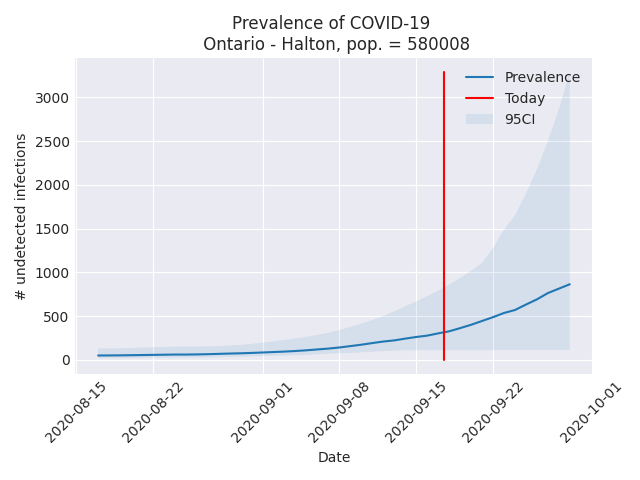 Prevalence of COVID-19
Ontario - Halton, pop. = 580008
Prevalence
Today
95CI
# undetected infections
3000
2500
2000
1500
1000
500
0
2020-08-15
2020-08-22
2020-09-01
2020-09-08
2020-09-15
2020-09-22
2020-10-01
Date